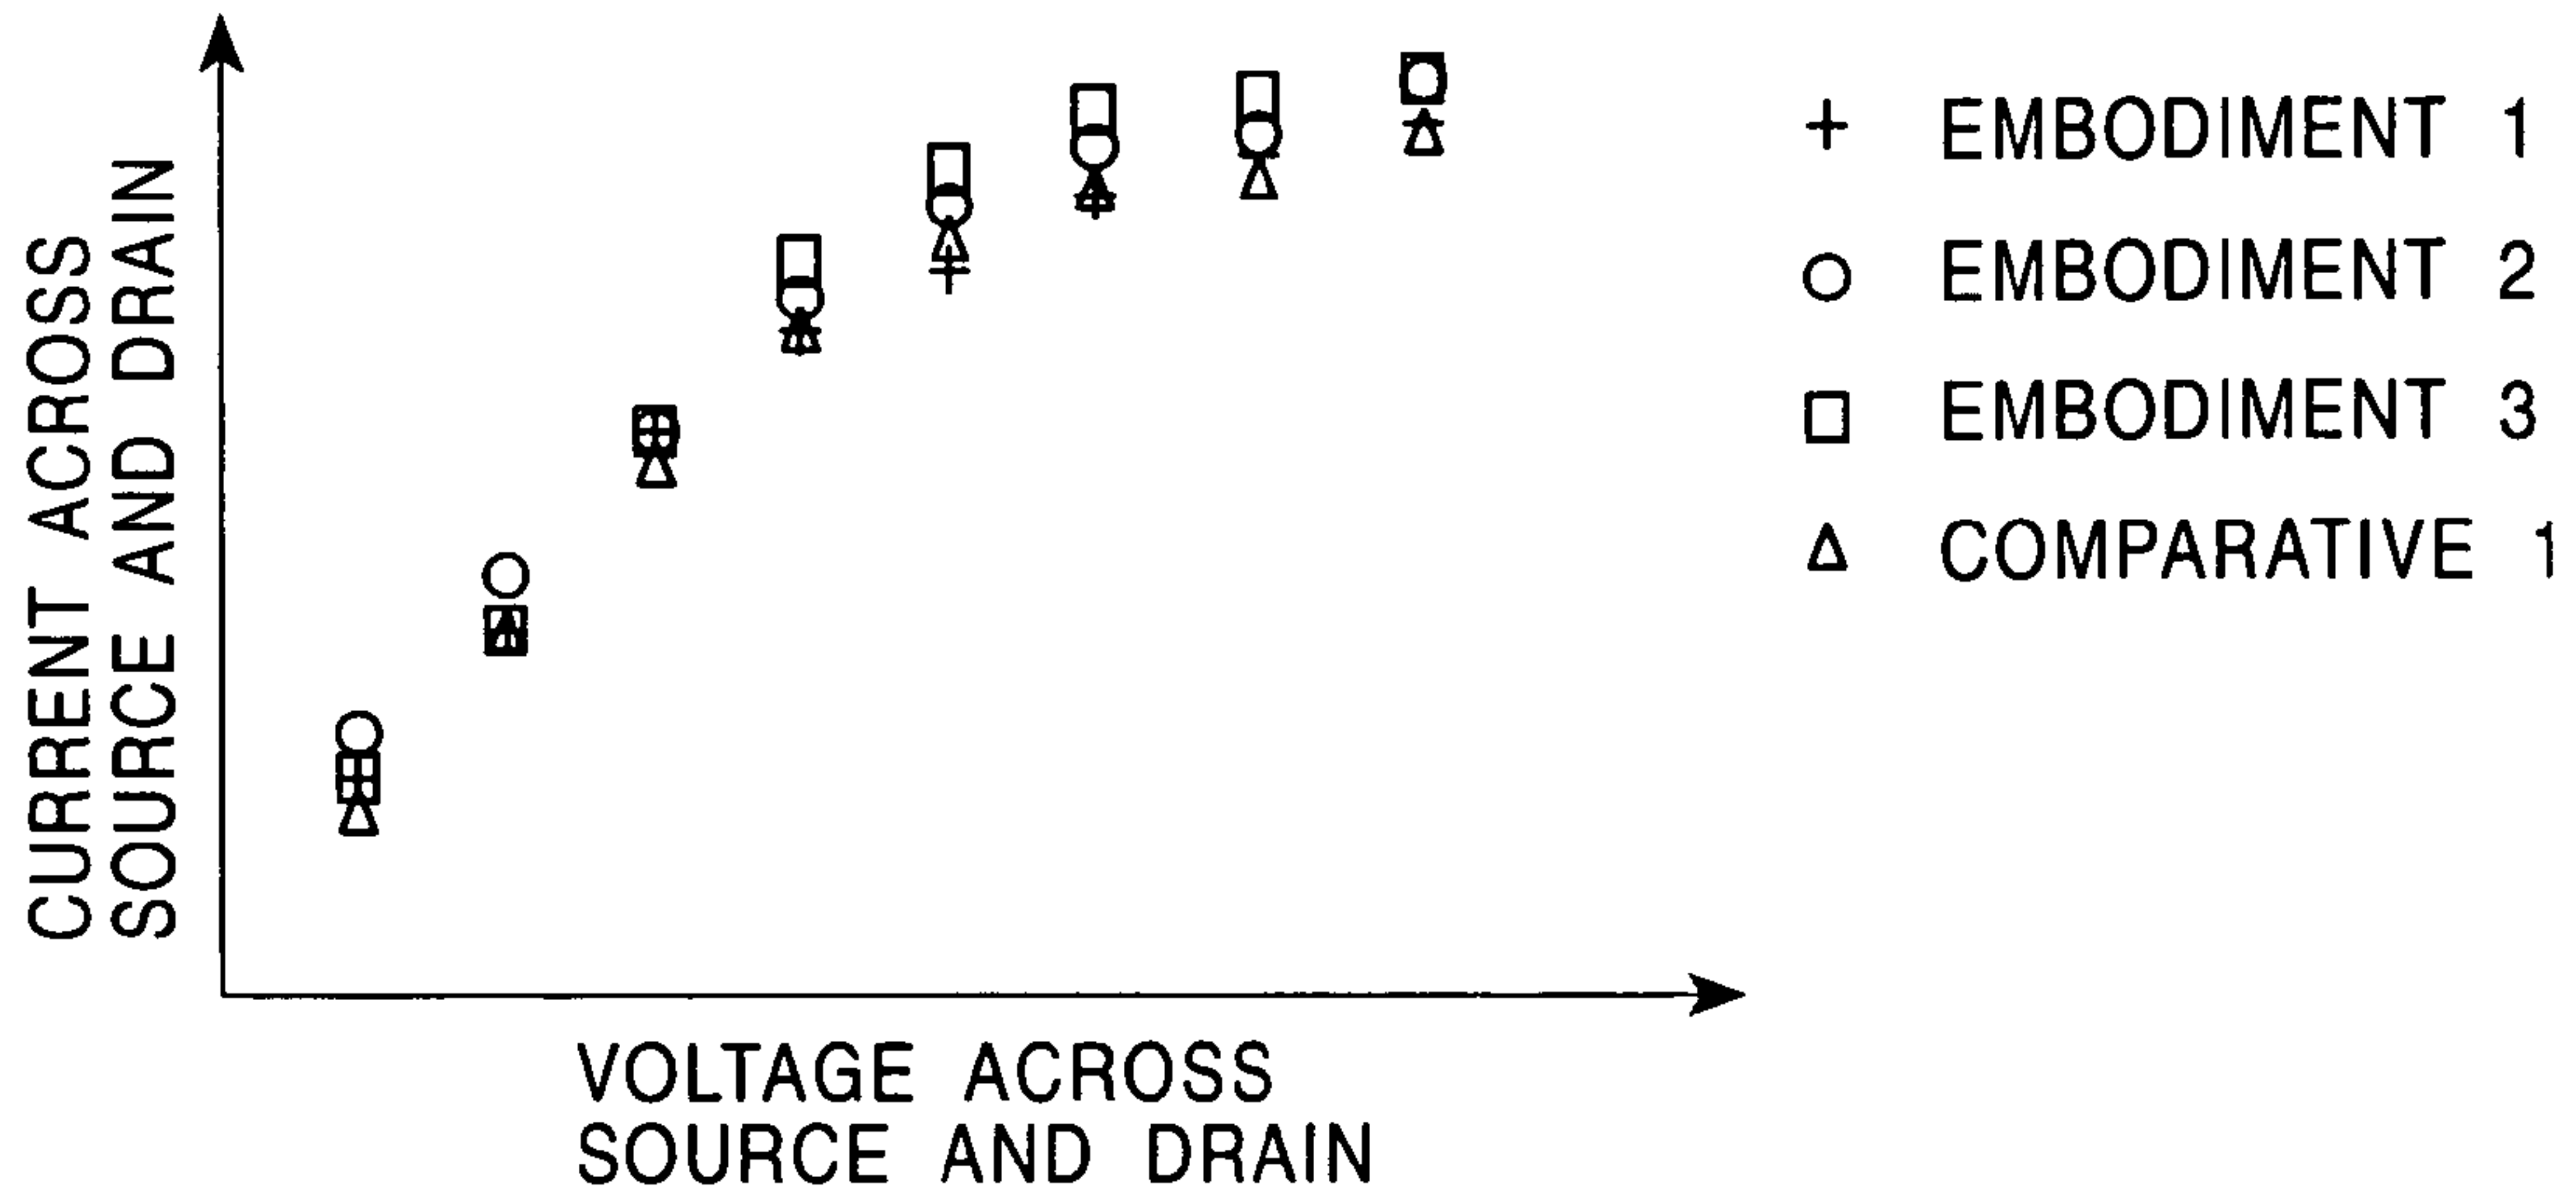 CURRENT ACROSS
SOURCE AND DRAIN
+ EMBODIMENT 1
○ EMBODIMENT 2
□ EMBODIMENT 3
△ COMPARATIVE 1
VOLTAGE ACROSS
SOURCE AND DRAIN